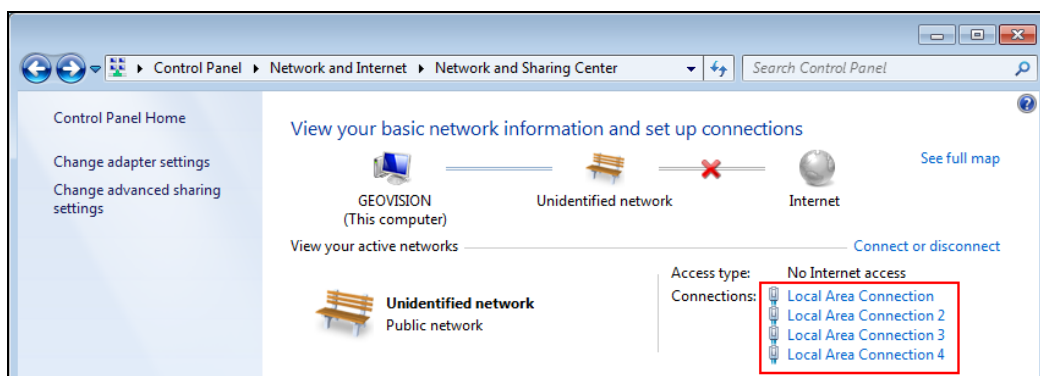 Control Panel ▸ Network and Internet ▸ Network and Sharing Center
Search Control Panel
Control Panel Home
Change adapter settings
Change advanced sharing
settings
View your basic network information and set up connections
See full map
GEOVISION
(This computer)
Unidentified network
Internet
View your active networks
Connect or disconnect
Unidentified network
Public network
Access type: No Internet access
Connections: Local Area Connection
Local Area Connection 2
Local Area Connection 3
Local Area Connection 4